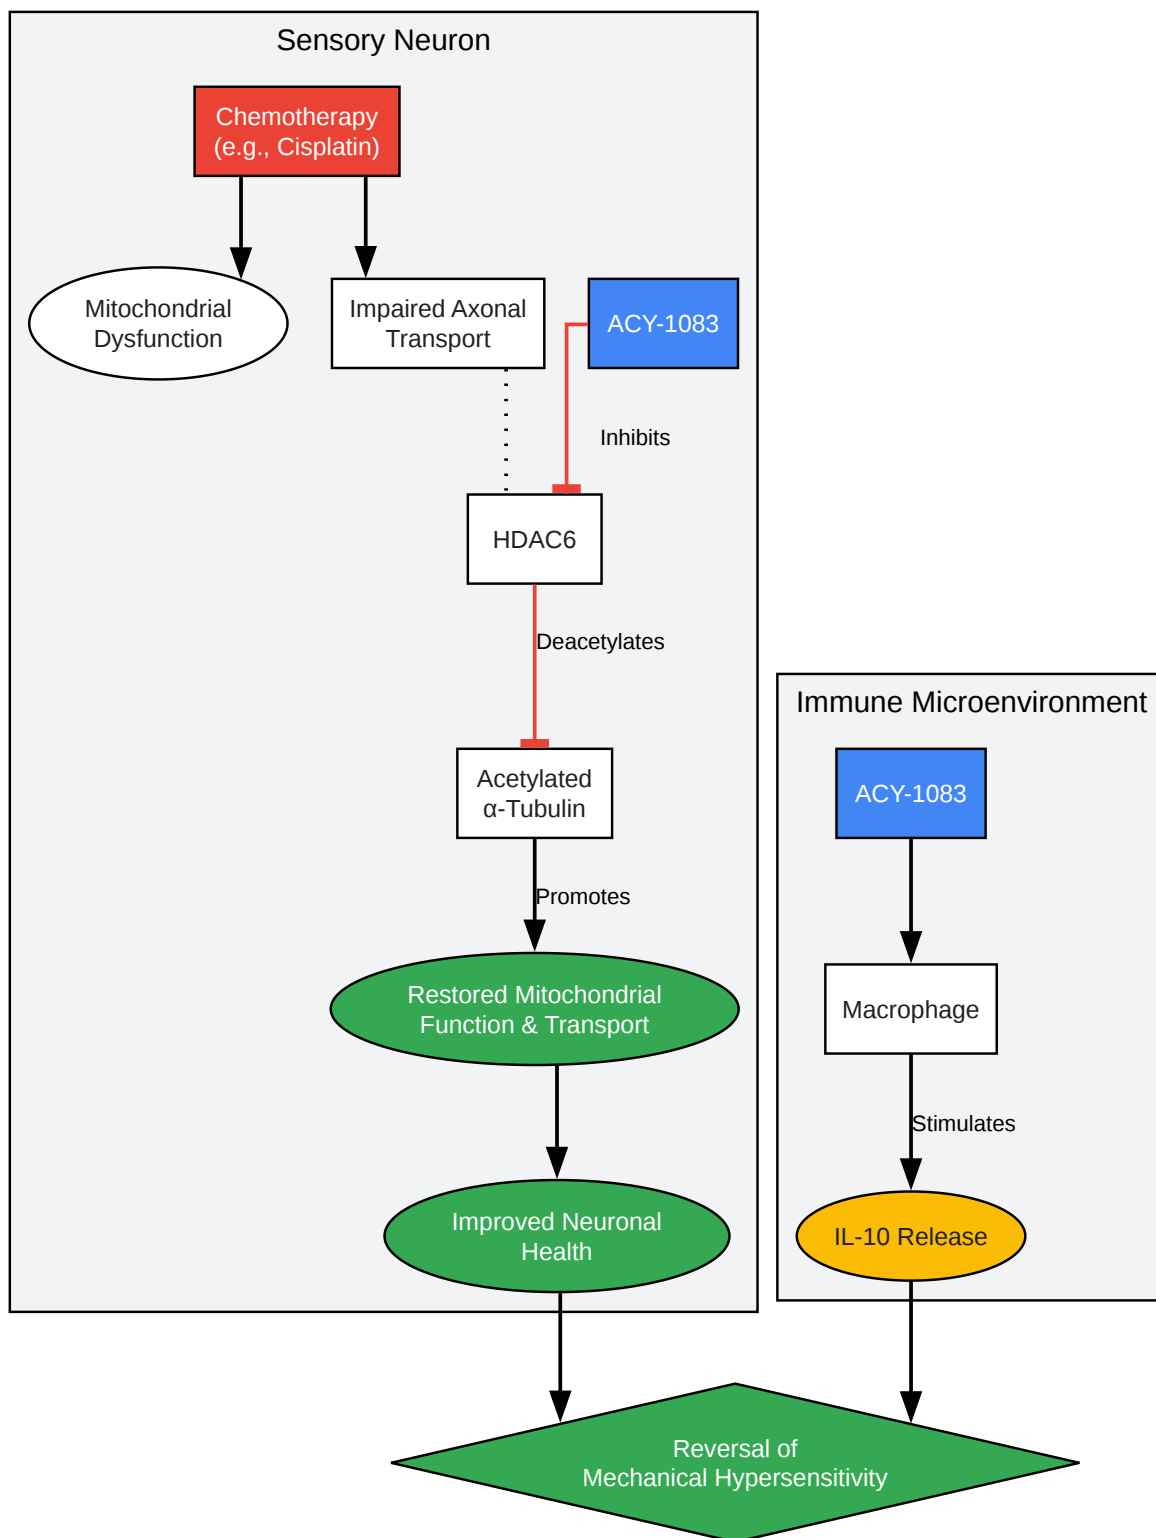 Sensory Neuron
Chemotherapy
(e.g., Cisplatin)
Mitochondrial
Dysfunction
Impaired Axonal
Transport
ACY-1083
Inhibits
HDAC6
Deacetylates
Acetylated
α-Tubulin
Promotes
Restored Mitochondrial
Function & Transport
Improved Neuronal
Health
Immune Microenvironment
ACY-1083
Macrophage
Stimulates
IL-10 Release
Reversal of
Mechanical Hypersensitivity